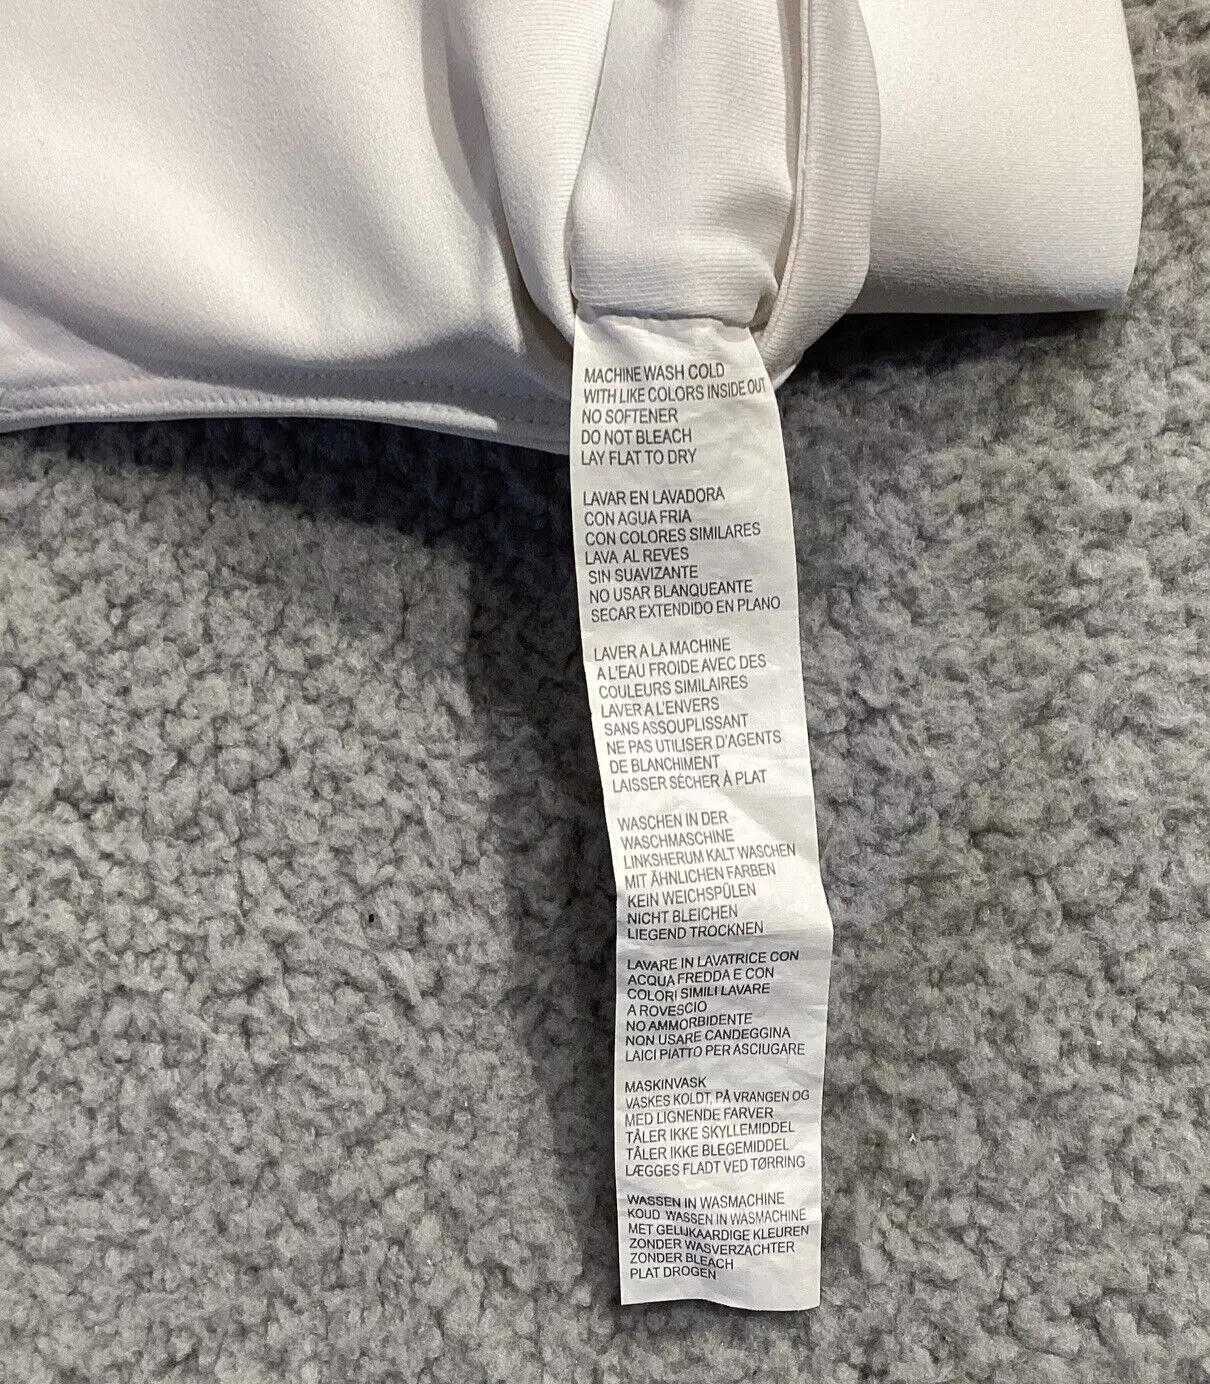 MACHINE WASH COLD
WITH LIKE COLORS INSIDE OUT
NO SOFTENER
DO NOT BLEACH
LAY FLAT TO DRY
LAVAR EN LAVADORA
CON AGUA FRIA
CON COLORES SIMILARES
LAVA AL REVES
SIN SUAVIZANTE
NO USAR BLANQUEANTE
SECAR EXTENDIDO EN PLANO
LAVER A LA MACHINE
A L'EAU FROIDE AVEC DES
COULEURS SIMILAIRES
LAVER A L'ENVERS
SANS ASSOUPLISSANT
NE PAS UTILISER D'AGENTS
DE BLANCHIMENT
LAISSER SÉCHER À PLAT
WASCHEN IN DER
WASCHMASCHINE
LINKSHERUM KALT WASCHEN
MIT ÄHNLICHEN FARBEN
KEIN WEICHSPÜLEN
NICHT BLEICHEN
LIEGEND TROCKNEN
LAVARE IN LAVATRICE CON
ACQUA FREDDA E CON
COLORI SIMILI LAVARE
A ROVESCIO
NO AMMORBIDENTE
NON USARE CANDEGGINA
LAICI PIATTO PER ASCIUGARE
MASKINVASK
VASKES KOLDT, PÅ VRANGEN OG
MED LIGNENDE FARVER
TÅLER IKKE SKYLLEMIDDEL
TÅLER IKKE BLEGEMIDDEL
LÆGGES FLADT VED TØRRING
WASSEN IN WASMACHINE
KOUD WASSEN IN WASMACHINE
MET GELIJKAARDIGE KLEUREN
ZONDER WASVERZACHTER
ZONDER BLEACH
PLAT DROGEN